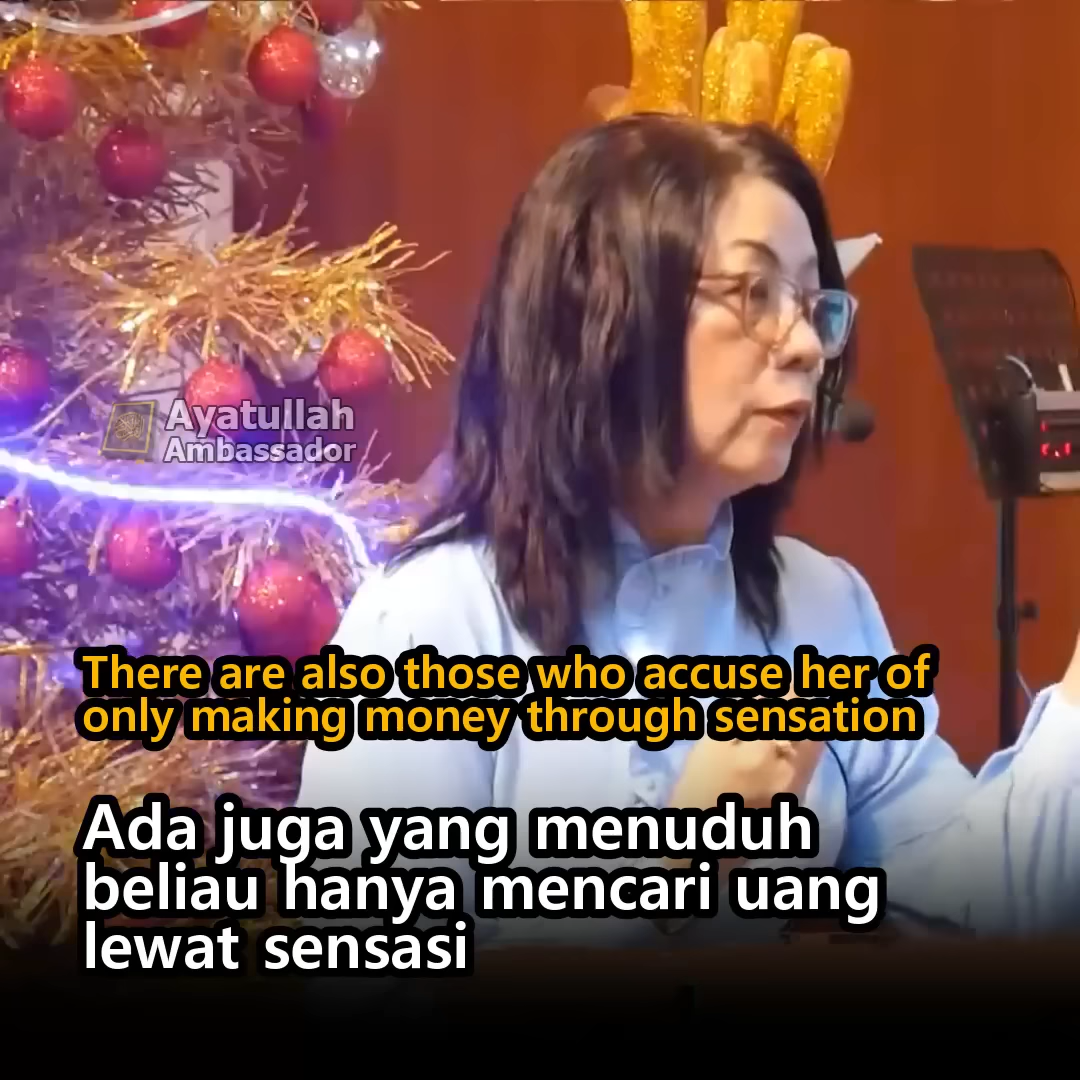 Ayatullah
Ambassador
There are also those who accuse her of
only making money through sensation
Ada juga yang menuduh
beliau hanya mencari uang
lewat sensasi